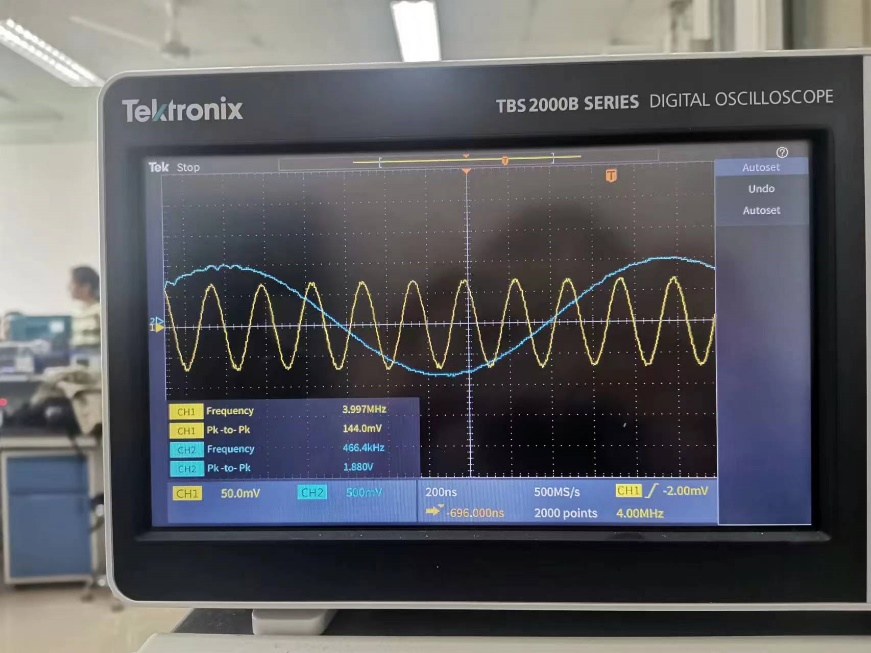 Tektronix
TBS 2000B SERIES DIGITAL OSCILLOSCOPE
Tek Stop
T
T
?
Autoset
Undo
Autoset
2
1
CH1 Frequency 3.997MHz
CH1 Pk-to-Pk 144.0mV
CH2 Frequency 466.4kHz
CH2 Pk-to-Pk 1.880V
CH1 50.0mV CH2 500mV 200ns 500MS/s CH1 -2.00mV
-696.000ns 2000 points 4.00MHz